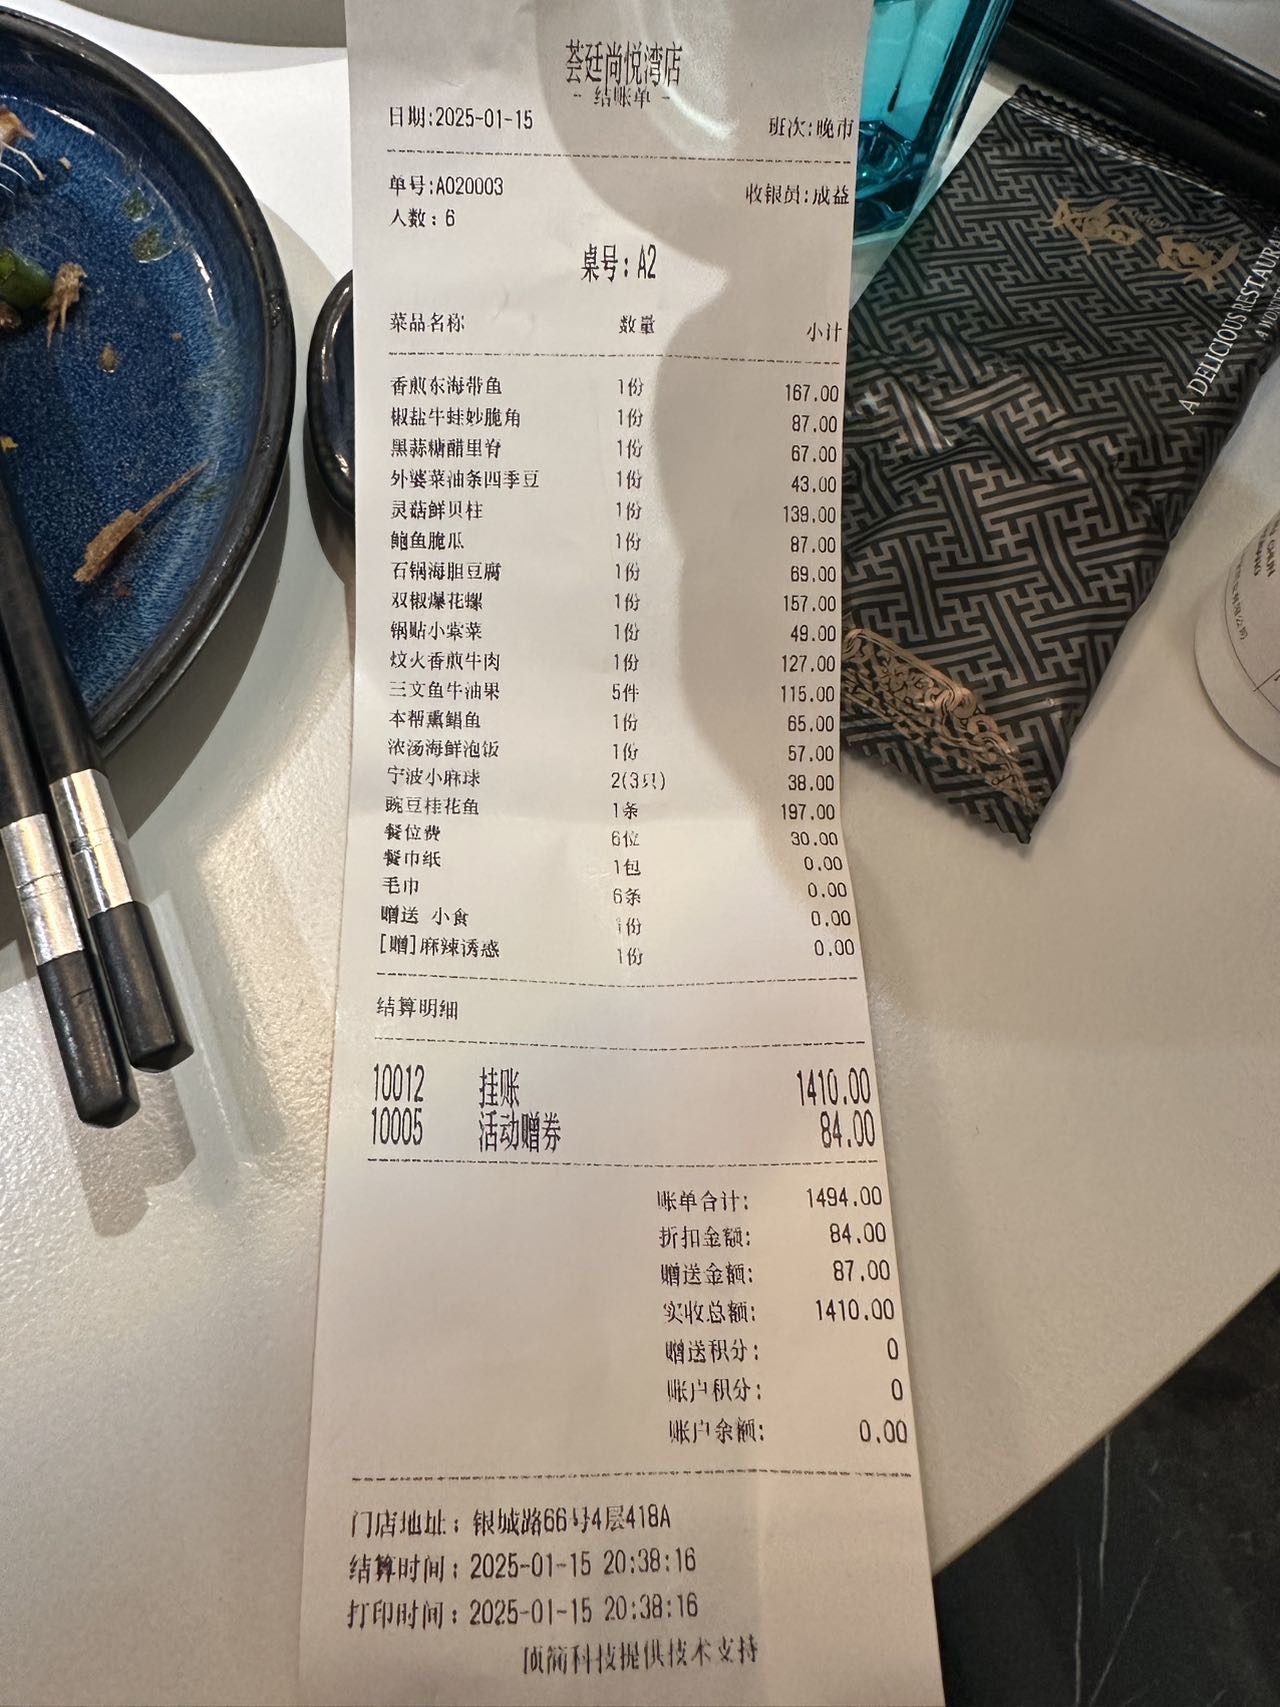 荟廷尚悦湾店
- 结账单 -
日期:2025-01-15 班次:晚市
单号:A020003 收银员:成益
人数: 6
桌号: A2
菜品名称 数量 小计
香煎东海带鱼 1份 167.00
椒盐牛蛙妙脆角 1份 87.00
黑蒜糖醋里脊 1份 67.00
外婆菜油条四季豆 1份 43.00
灵菇鲜贝柱 1份 139.00
鲍鱼脆瓜 1份 87.00
石锅海胆豆腐 1份 69.00
双椒爆花螺 1份 157.00
锅贴小棠菜 1份 49.00
炆火香煎牛肉 1份 127.00
三文鱼牛油果 5件 115.00
本帮熏鲳鱼 1份 65.00
浓汤海鲜泡饭 1份 57.00
宁波小麻球 2(3只) 38.00
豌豆桂花鱼 1条 197.00
餐位费 6位 30.00
餐巾纸 1包 0.00
毛巾 6条 0.00
赠送 小食 1份 0.00
[赠]麻辣诱惑 1份 0.00
结算明细
10012 挂账 1410.00
10005 活动赠券 84.00
账单合计: 1494.00
折扣金额: 84.00
赠送金额: 87.00
实收总额: 1410.00
赠送积分: 0
账户积分: 0
账户余额: 0.00
门店地址: 银城路66号4层418A
结算时间: 2025-01-15 20:38:16
打印时间: 2025-01-15 20:38:16
顶简科技提供技术支持
A DELICIOUS RESTAURA